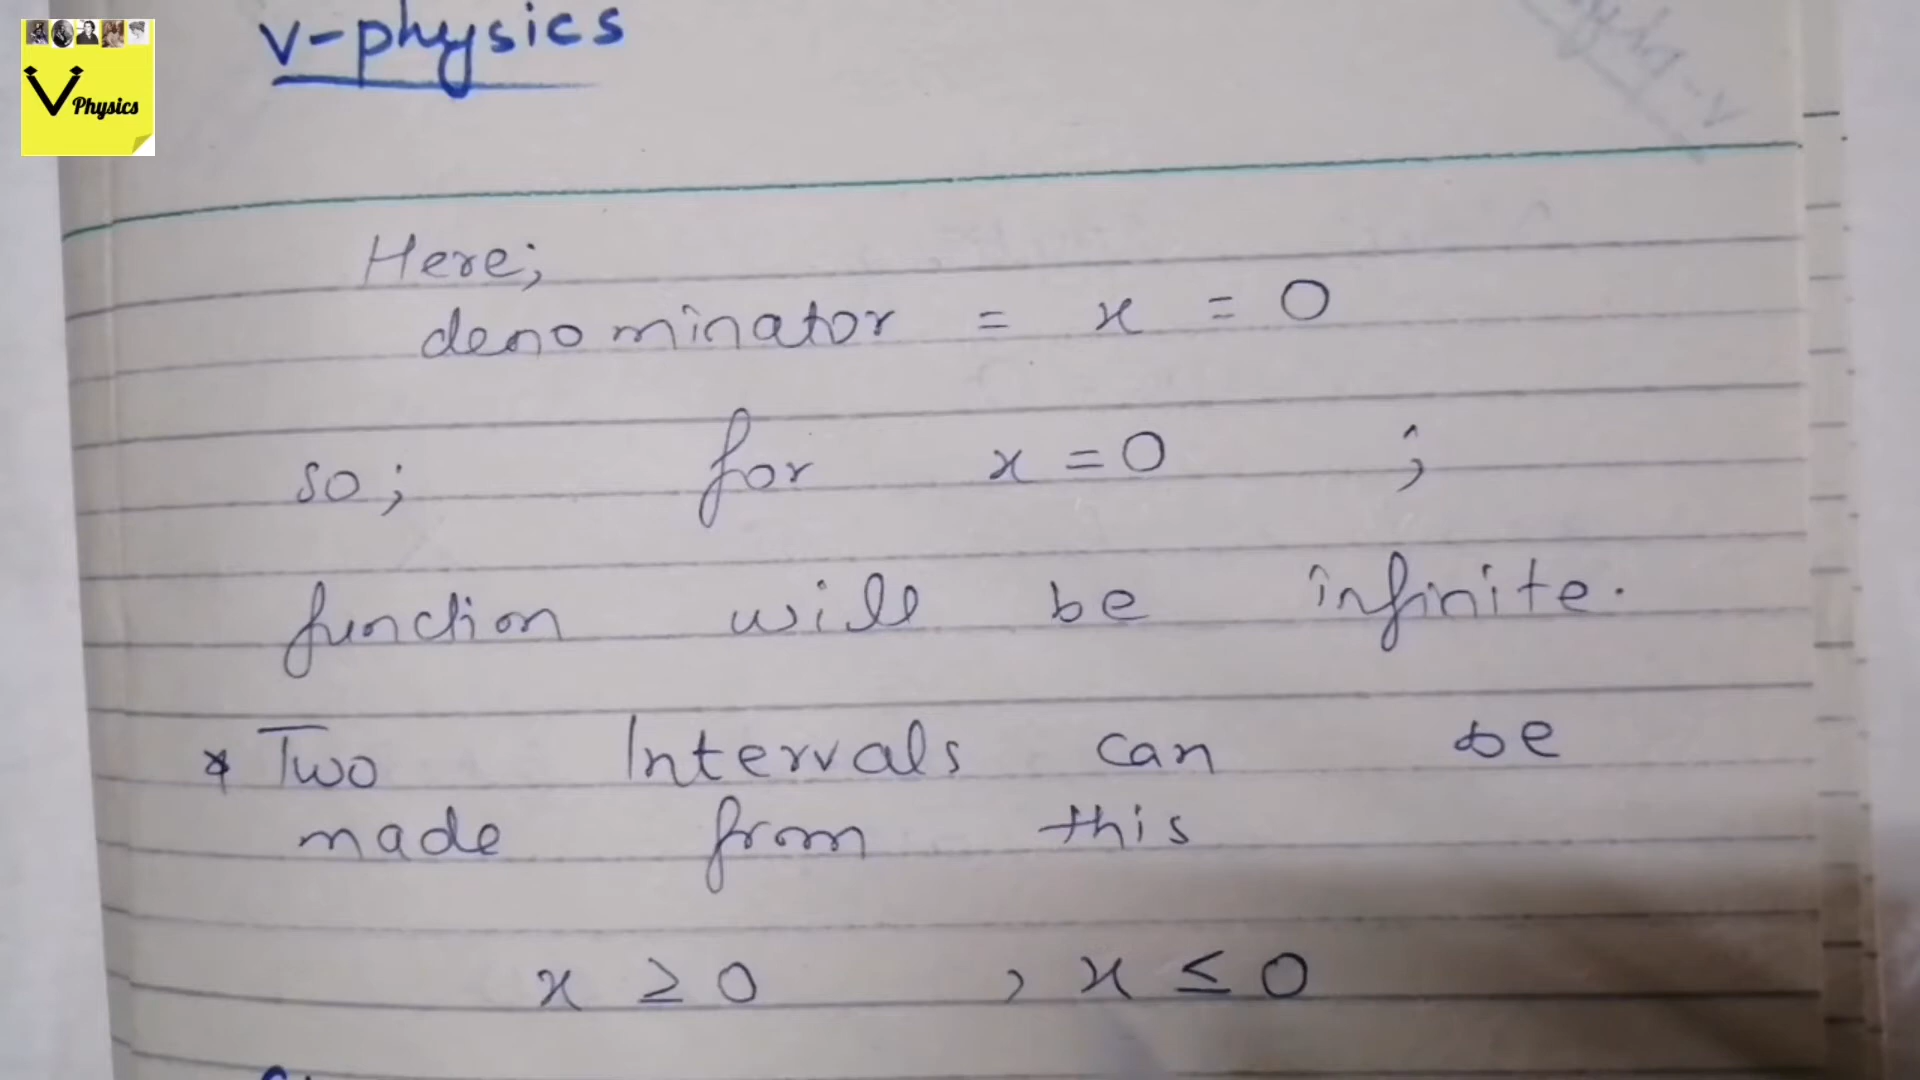 v-physics
V Physics
Here;
denominator = x = 0
so; for x = 0 ;
function will be infinite.
* Two Intervals can be
made from this
x ≥ 0 , x ≤ 0